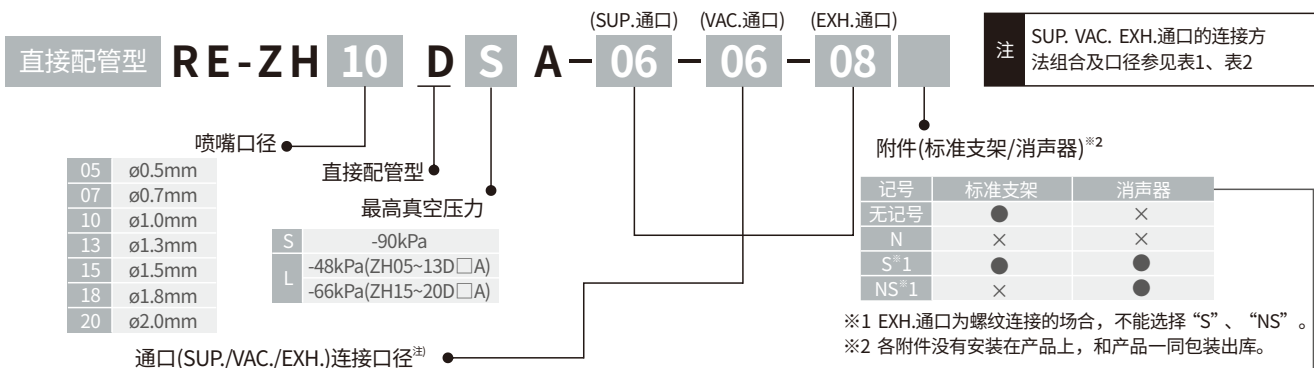 (SUP.通口) (VAC.通口) (EXH.通口)
直接配管型 RE-ZH 10 D S A-06-06-08
注 SUP. VAC. EXH.通口的连接方
法组合及口径参见表1、表2
喷嘴口径
05 ø0.5mm
07 ø0.7mm
10 ø1.0mm
13 ø1.3mm
15 ø1.5mm
18 ø1.8mm
20 ø2.0mm
直接配管型
最高真空压力
S -90kPa
L -48kPa(ZH05~13D□A)
-66kPa(ZH15~20D□A)
通口(SUP./VAC./EXH.)连接口径注)
附件(标准支架/消声器)※2
记号 标准支架 消声器
无记号 ● ×
N × ×
S※1 ● ●
NS※1 × ●
※1 EXH.通口为螺纹连接的场合，不能选择“S”、“NS”。
※2 各附件没有安装在产品上，和产品一同包装出库。